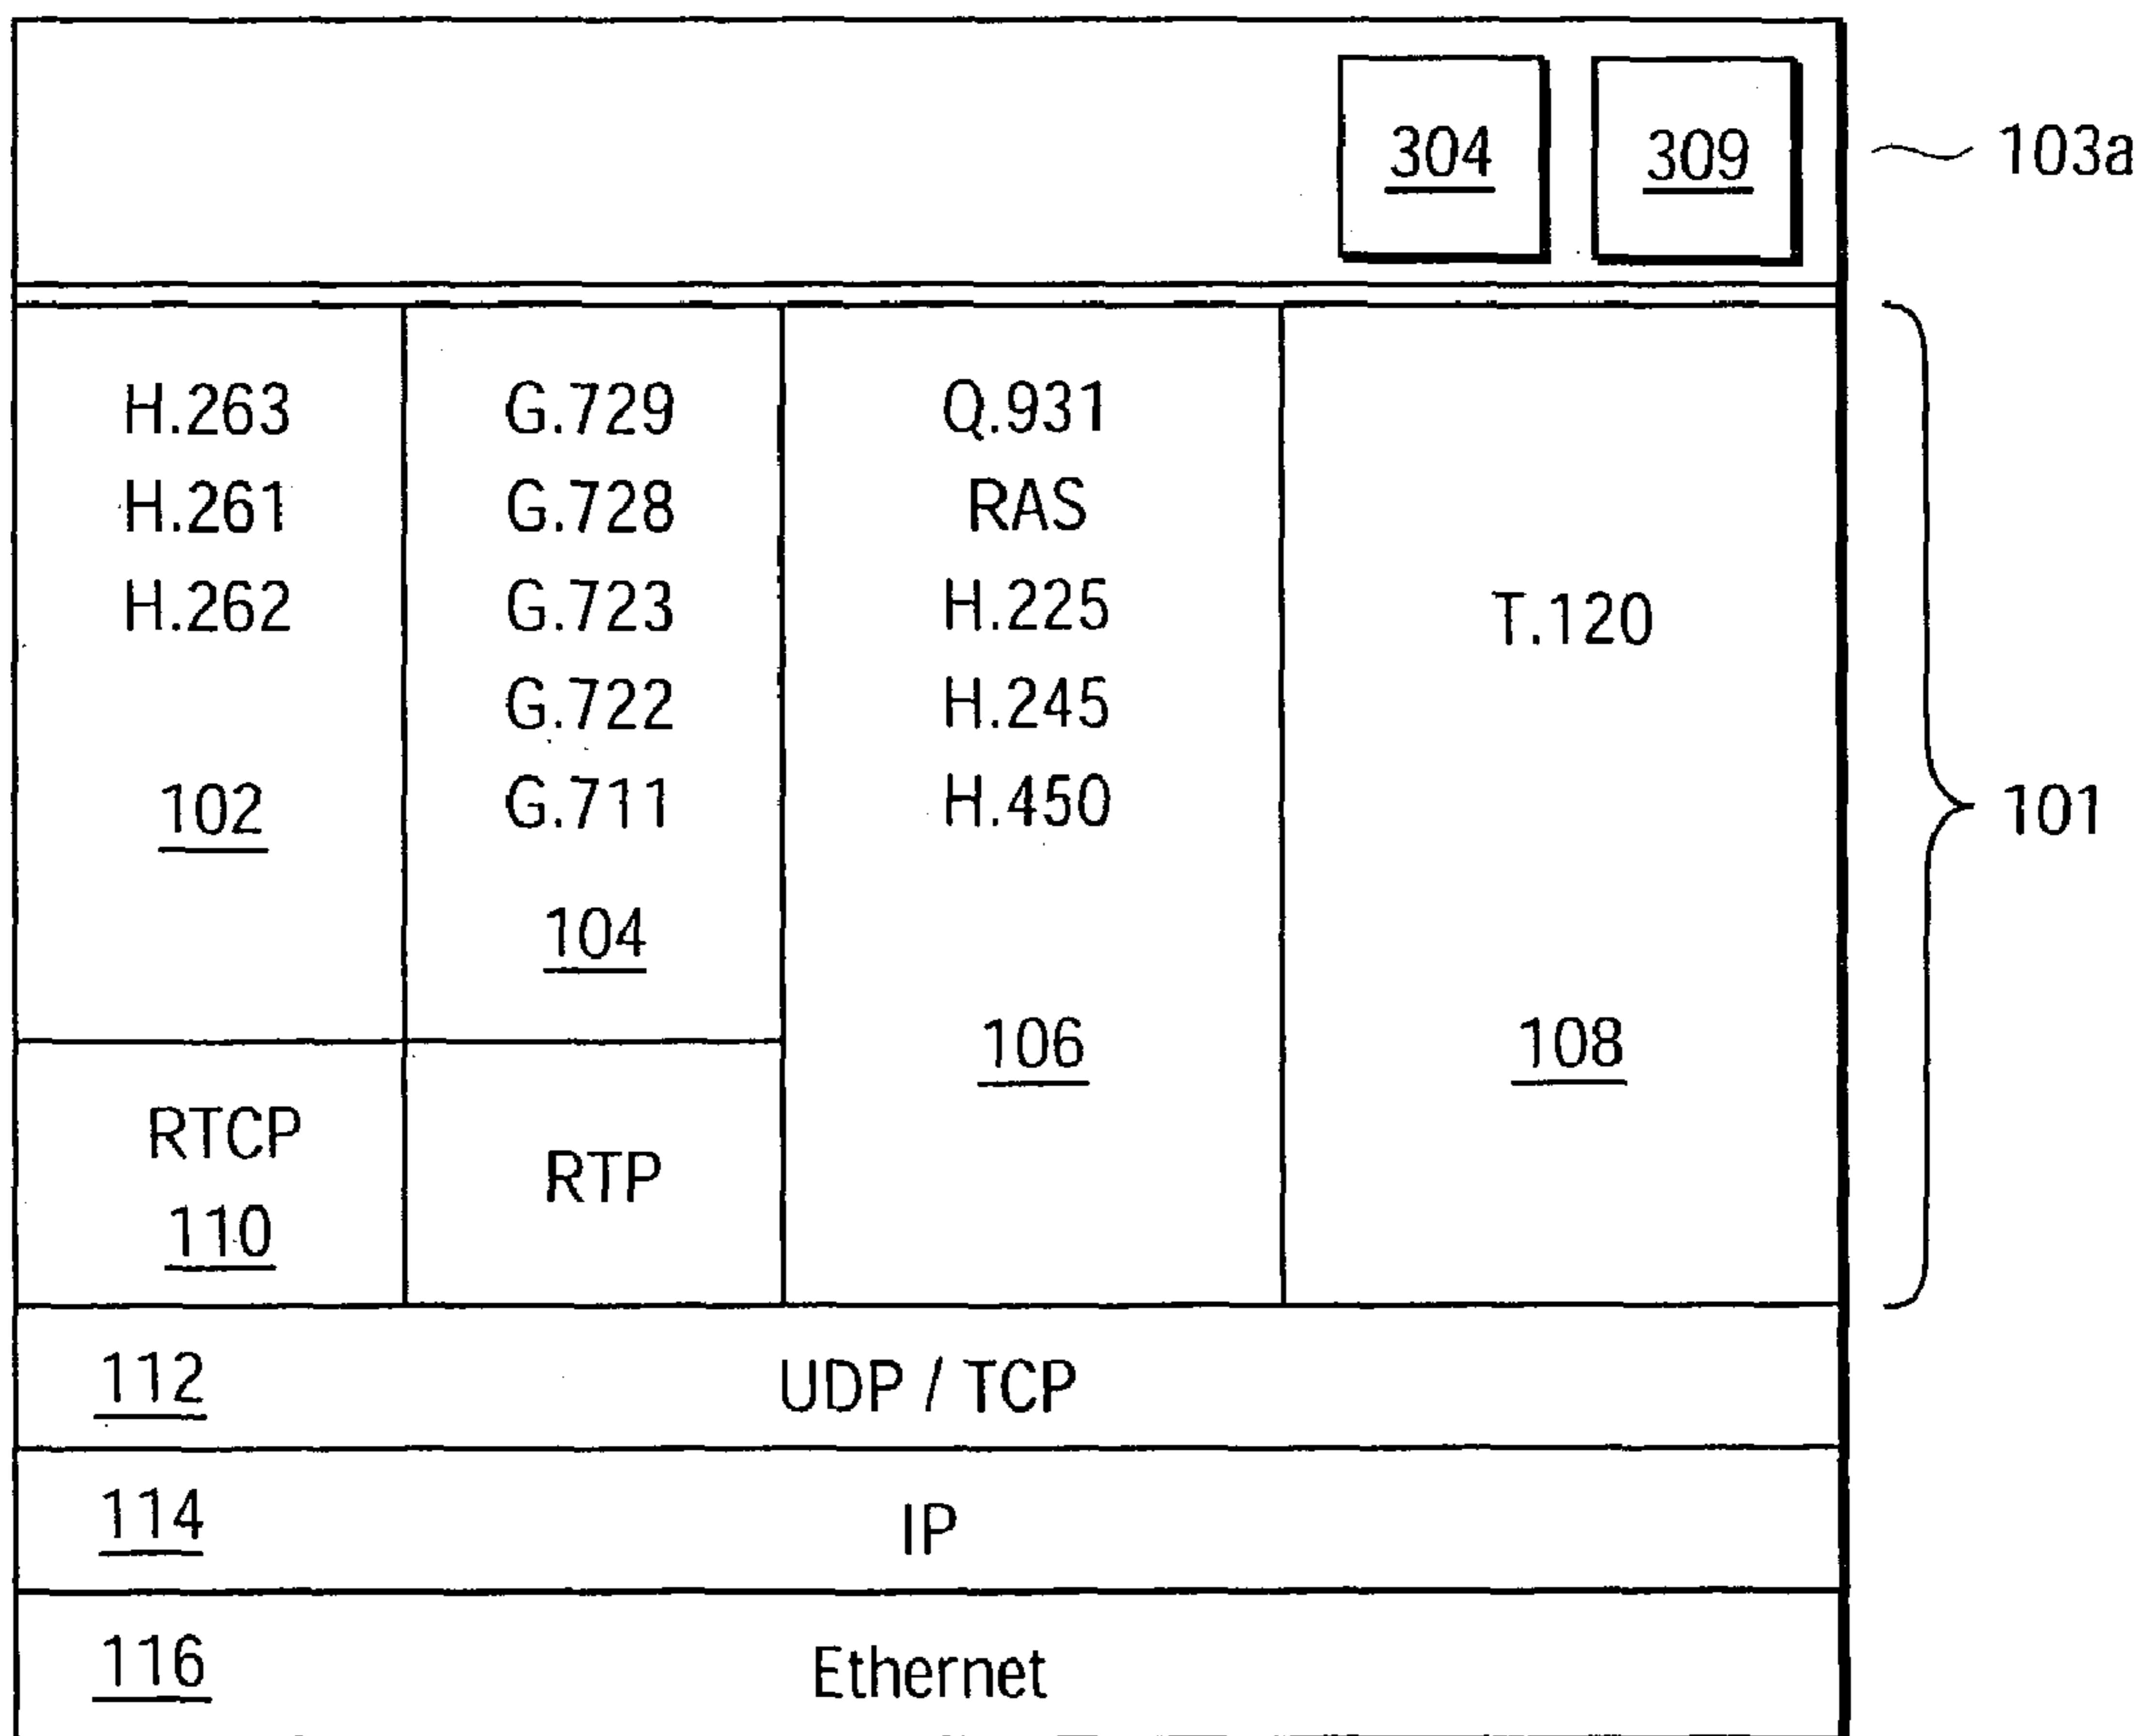 304
309
103a
H.263
H.261
H.262
102
G.729
G.728
G.723
G.722
G.711
104
Q.931
RAS
H.225
H.245
H.450
106
T.120
108
101
RTCP
110
RTP
112 UDP / TCP
114 IP
116 Ethernet